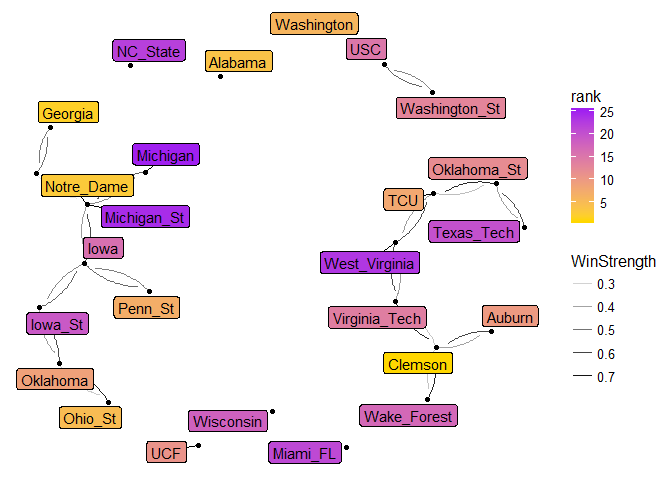 Washington
NC_State
USC
Alabama
Washington_St
Georgia
Michigan
Oklahoma_St
Notre_Dame
TCU
Michigan_St
Texas_Tech
Iowa
West_Virginia
Penn_St
Virginia_Tech
Auburn
Iowa_St
Clemson
Oklahoma
Ohio_St
Wisconsin
Wake_Forest
UCF
Miami_FL
rank
25
20
15
10
5
WinStrength
0.3
0.4
0.5
0.6
0.7